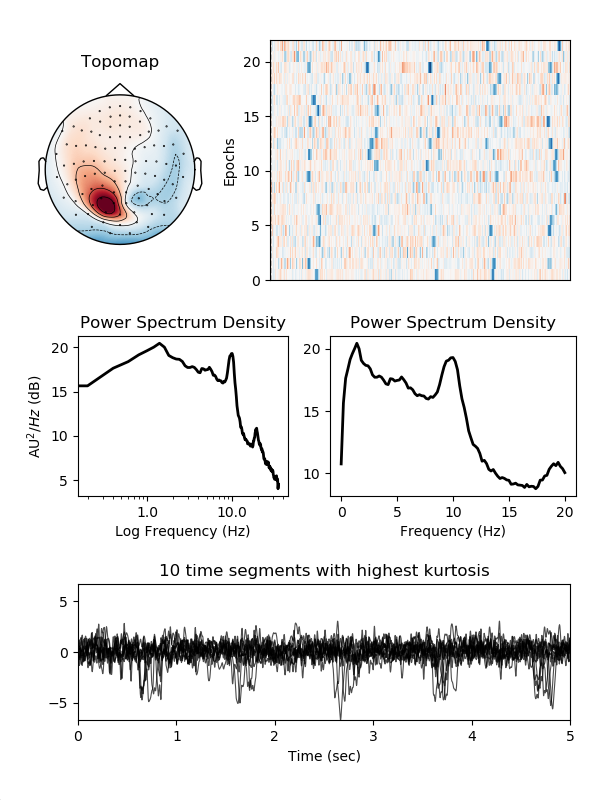 Topomap
20
15
10
5
0
Epochs
Power Spectrum Density
20
15
10
5
AU²/Hz (dB)
1.0 10.0
Log Frequency (Hz)
Power Spectrum Density
20
15
10
0 5 10 15 20
Frequency (Hz)
10 time segments with highest kurtosis
5
0
−5
0 1 2 3 4 5
Time (sec)